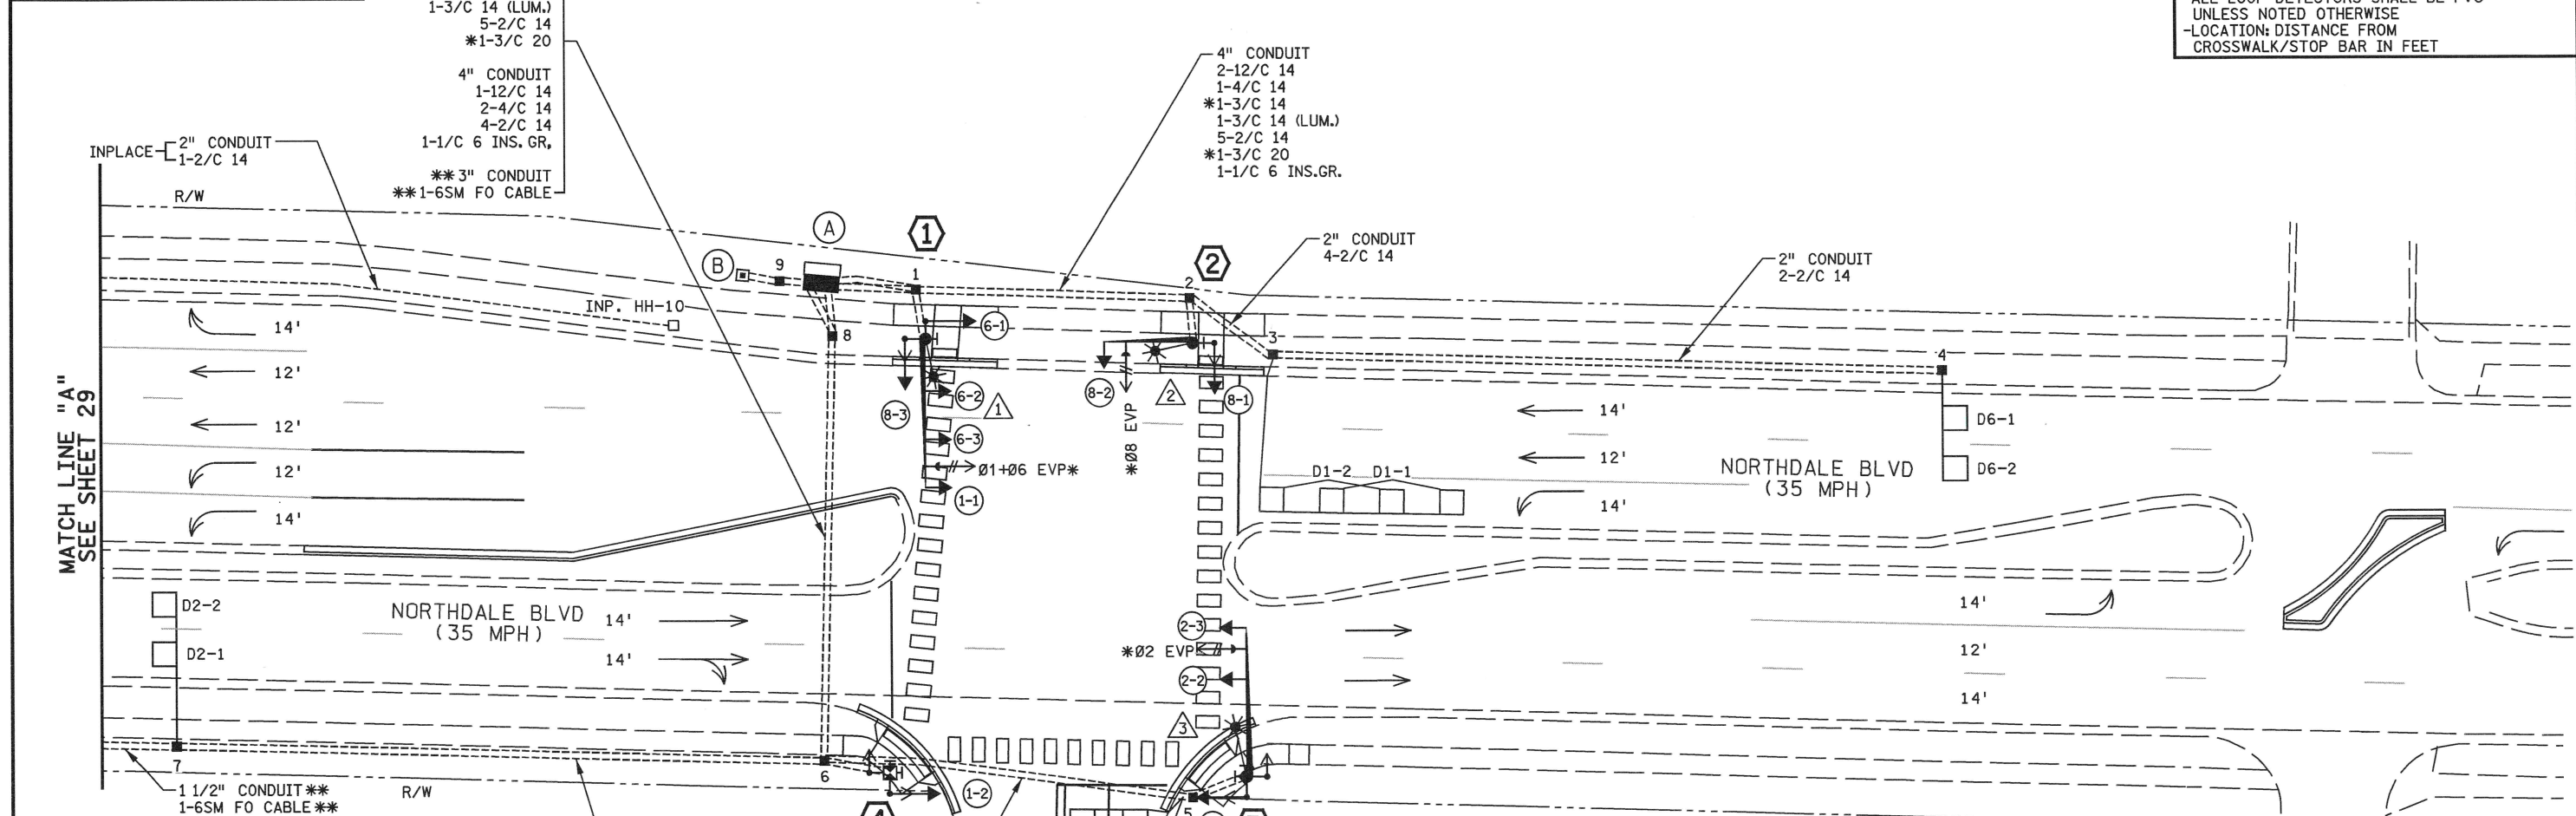 1-3/C 14 (LUM.)
5-2/C 14
*1-3/C 20
4" CONDUIT
1-12/C 14
2-4/C 14
4-2/C 14
1-1/C 6 INS. GR.
**3" CONDUIT
**1-6SM FO CABLE
INPLACE
2" CONDUIT
1-2/C 14
R/W
4" CONDUIT
2-12/C 14
1-4/C 14
*1-3/C 14
1-3/C 14 (LUM.)
5-2/C 14
*1-3/C 20
1-1/C 6 INS.GR.
ALL LOOP DETECTORS SHALL BE PVC
UNLESS NOTED OTHERWISE
-LOCATION: DISTANCE FROM
CROSSWALK/STOP BAR IN FEET
A
1
B
9
1
2
2
2" CONDUIT
4-2/C 14
2" CONDUIT
2-2/C 14
INP. HH-10
8
6-1
3
4
14'
12'
12'
12'
14'
MATCH LINE "A"
SEE SHEET 29
8-3
6-2
1
6-3
Ø1+Ø6 EVP*
1-1
8-2
*Ø8 EVP
2
8-1
14'
12'
14'
D1-2
D1-1
NORTHDALE BLVD
(35 MPH)
D6-1
D6-2
D2-2
D2-1
NORTHDALE BLVD
(35 MPH)
14'
14'
2-3
*Ø2 EVP
2-2
3
14'
12'
14'
7
6
1 1/2" CONDUIT**
1-6SM FO CABLE**
R/W
1-2
5